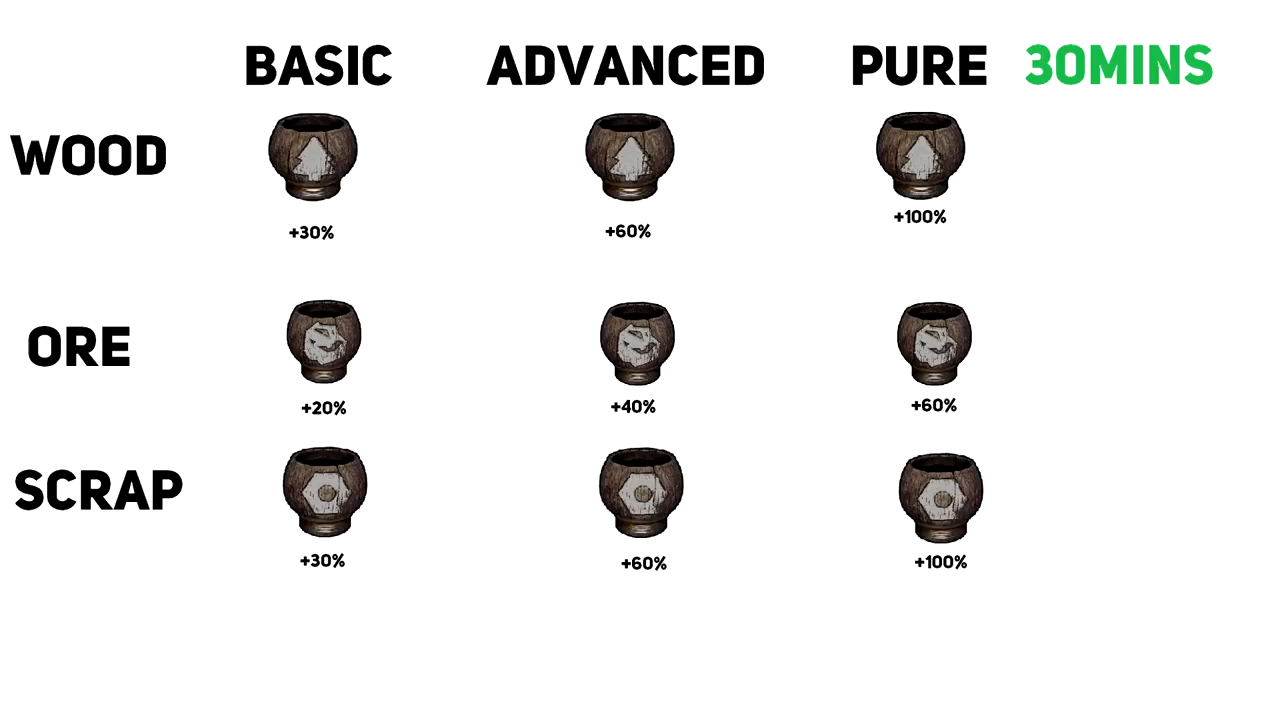 BASIC ADVANCED PURE 30MINS
WOOD
+30% +60% +100%
ORE
+20% +40% +60%
SCRAP
+30% +60% +100%